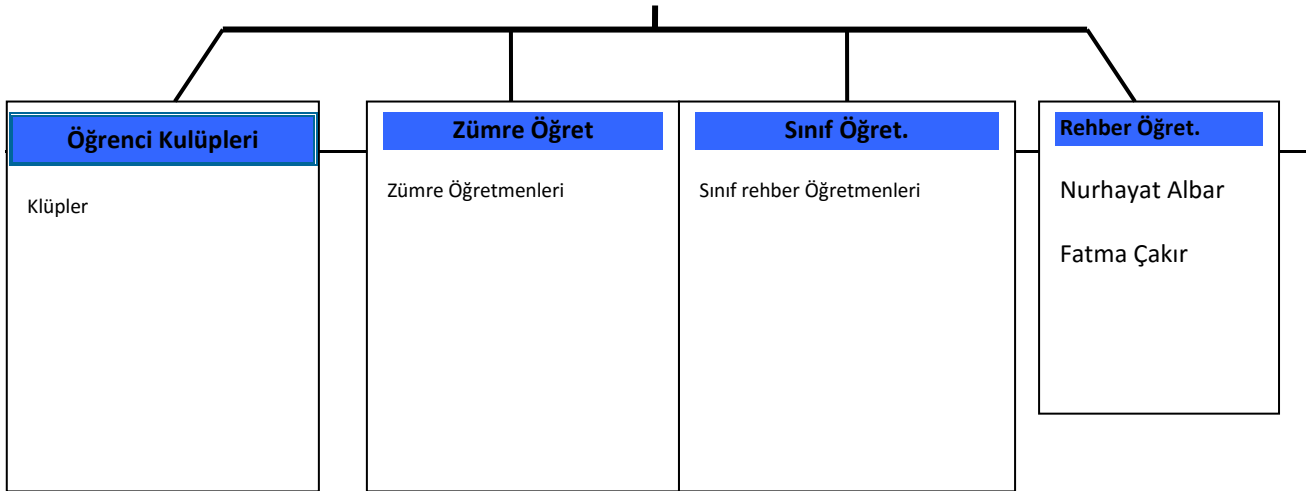 Öğrenci Kulüpleri
Klüpler
Zümre Öğret
Zümre Öğretmenleri
Sınıf Öğret.
Sınıf rehber Öğretmenleri
Rehber Öğret.
Nurhayat Albar
Fatma Çakır